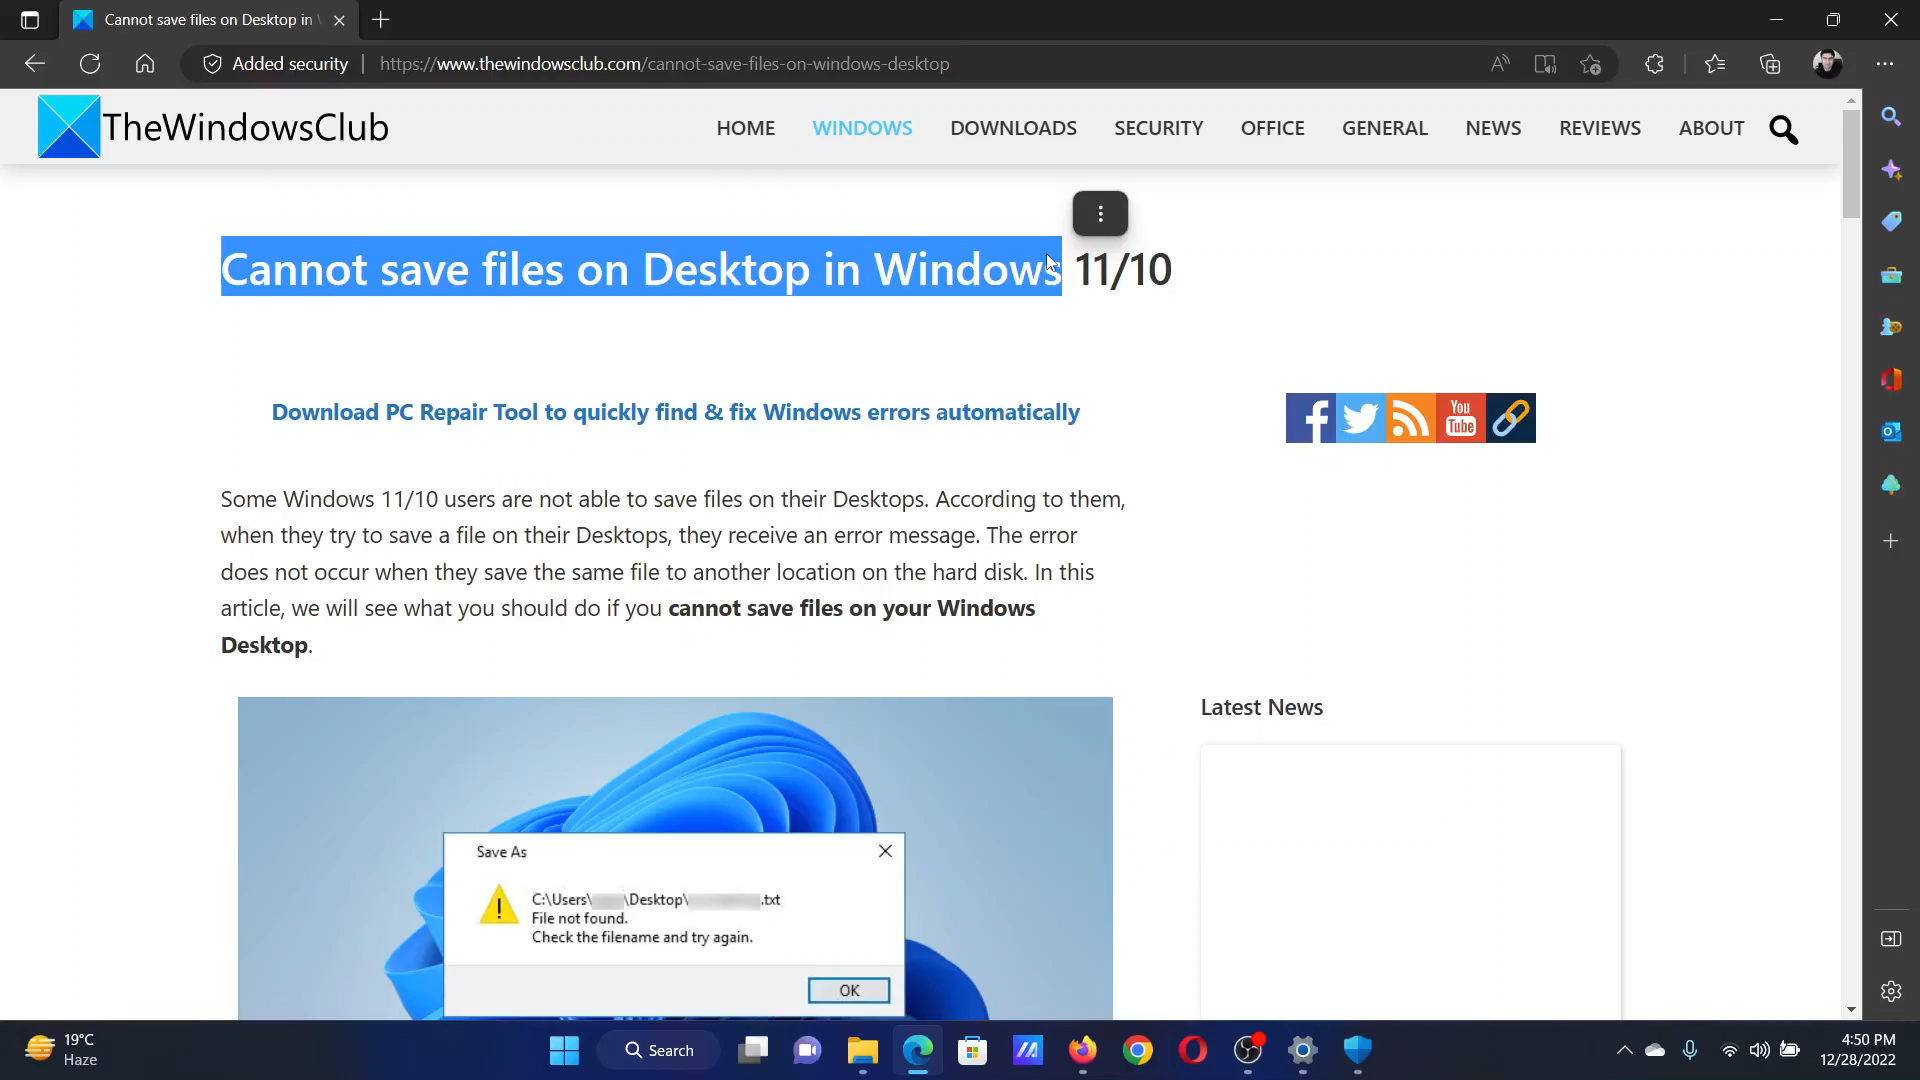 Cannot save files on Desktop in
Added security
https://www.thewindowsclub.com/cannot-save-files-on-windows-desktop
TheWindowsClub
HOME
WINDOWS
DOWNLOADS
SECURITY
OFFICE
GENERAL
NEWS
REVIEWS
ABOUT
Cannot save files on Desktop in Windows 11/10
Download PC Repair Tool to quickly find & fix Windows errors automatically
You
Tube
Some Windows 11/10 users are not able to save files on their Desktops. According to them,
when they try to save a file on their Desktops, they receive an error message. The error
does not occur when they save the same file to another location on the hard disk. In this
article, we will see what you should do if you cannot save files on your Windows
Desktop.
Latest News
Save As
C:\Users\ \Desktop\ .txt
File not found.
Check the filename and try again.
OK
19°C
Haze
Search
4:50 PM
12/28/2022